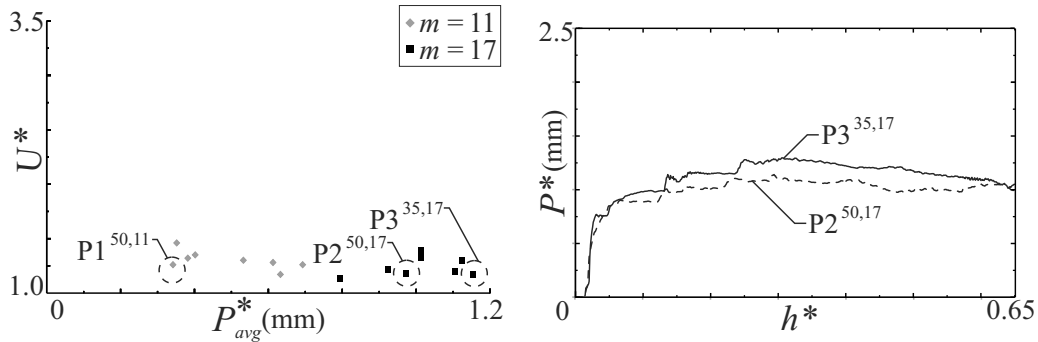 3.5
m = 11
m = 17
U*
P3^35,17
P1^50,11
P2^50,17
1.0
0
P*avg(mm)
1.2
2.5
P3^35,17
P*(mm)
P2^50,17
0
h*
0.65